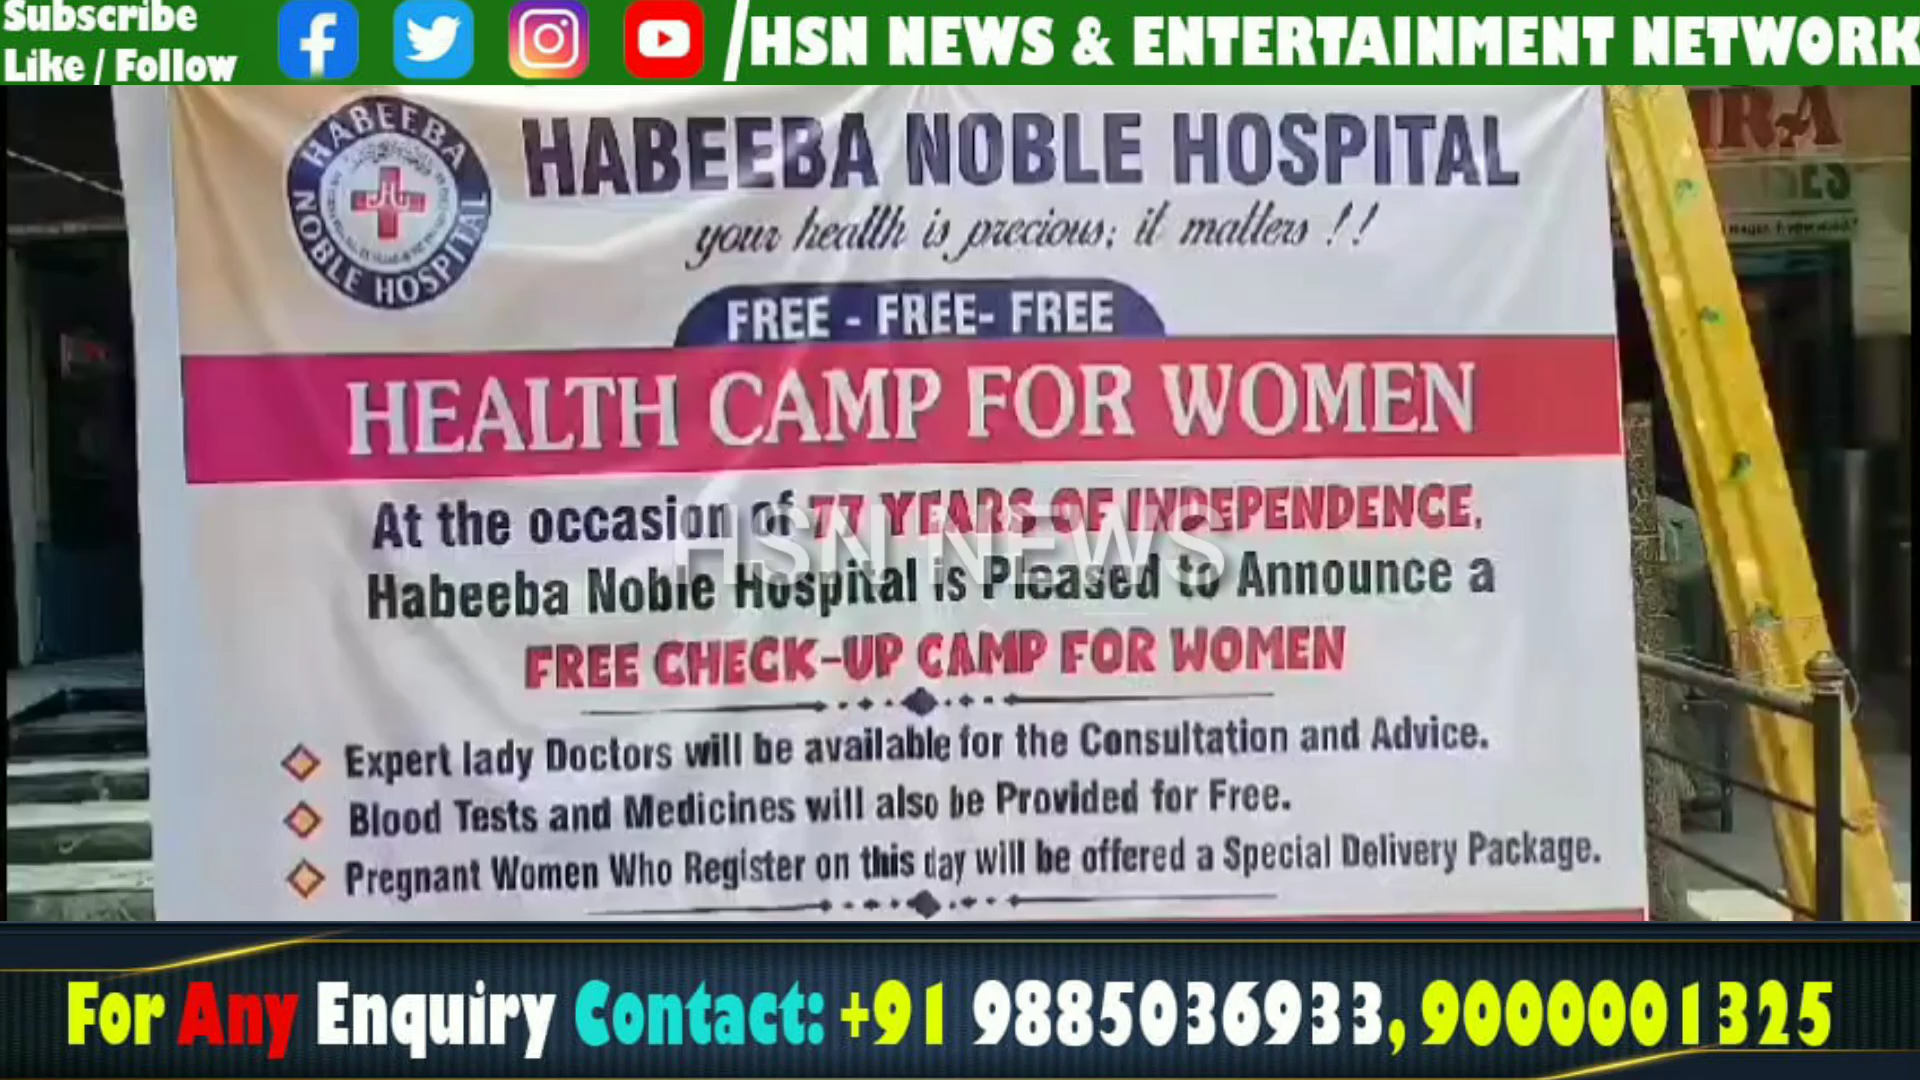 Subscribe
Like / Follow
/HSN NEWS & ENTERTAINMENT NETWORK
HABEEBA NOBLE HOSPITAL
HABEEBA NOBLE HOSPITAL
your health is precious; it matters !!
FREE - FREE- FREE
HEALTH CAMP FOR WOMEN
At the occasion of 77 YEARS OF INDEPENDENCE.
HSN NEWS
Habeeba Noble Hospital is Pleased to Announce a
FREE CHECK-UP CAMP FOR WOMEN
Expert lady Doctors will be available for the Consultation and Advice.
Blood Tests and Medicines will also be Provided for Free.
Pregnant Women Who Register on this day will be offered a Special Delivery Package.
For Any Enquiry Contact: +91 9885036933, 9000001325